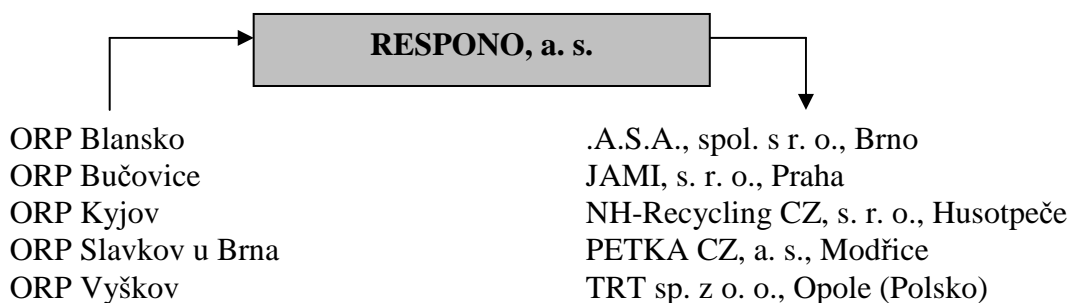 RESPONO, a. s.
ORP Blansko
ORP Bučovice
ORP Kyjov
ORP Slavkov u Brna
ORP Vyškov
.A.S.A., spol. s r. o., Brno
JAMI, s. r. o., Praha
NH-Recycling CZ, s. r. o., Husotpeče
PETKA CZ, a. s., Modřice
TRT sp. z o. o., Opole (Polsko)